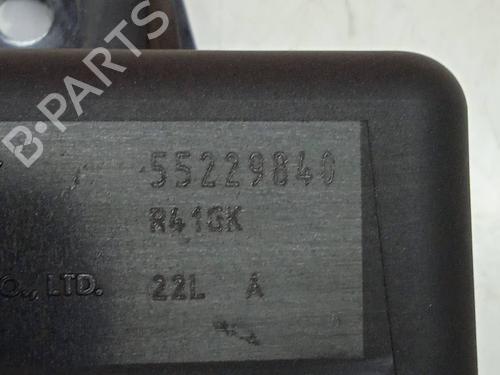 B-PARTS
55229840
R41GK
O., LTD.
22L A